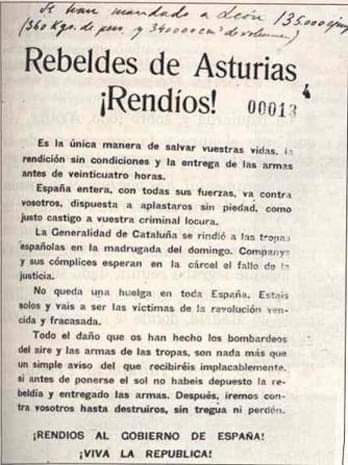 Se han mandado a León 135.000 ejemp
(360 Kgs. de peso y 340000 cm³ de volumen)
Rebeldes de Asturias
¡Rendíos!
00013
Es la única manera de salvar vuestras vidas, la
rendición sin condiciones y la entrega de las armas
antes de veinticuatro horas.
España entera, con todas sus fuerzas, va contra
vosotros, dispuesta a aplastaros sin piedad, como
justo castigo a vuestra criminal locura.
La Generalidad de Cataluña se rindió a las tropas
españolas en la madrugada del domingo. Companys
y sus cómplices esperan en la cárcel el fallo de la
justicia.
No queda una huelga en toda España. Estais
solos y vais a ser las víctimas de la revolución ven-
cida y fracasada.
Todo el daño que os han hecho los bombardeos
del aire y las armas de las tropas, son nada más que
un simple aviso del que recibiréis implacablemente,
si antes de ponerse el sol no habeis depuesto la re-
beldía y entregado las armas. Después, iremos con-
tra vosotros hasta destruiros, sin tregua ni perdón.
¡RENDIOS AL GOBIERNO DE ESPAÑA!
¡VIVA LA REPUBLICA!